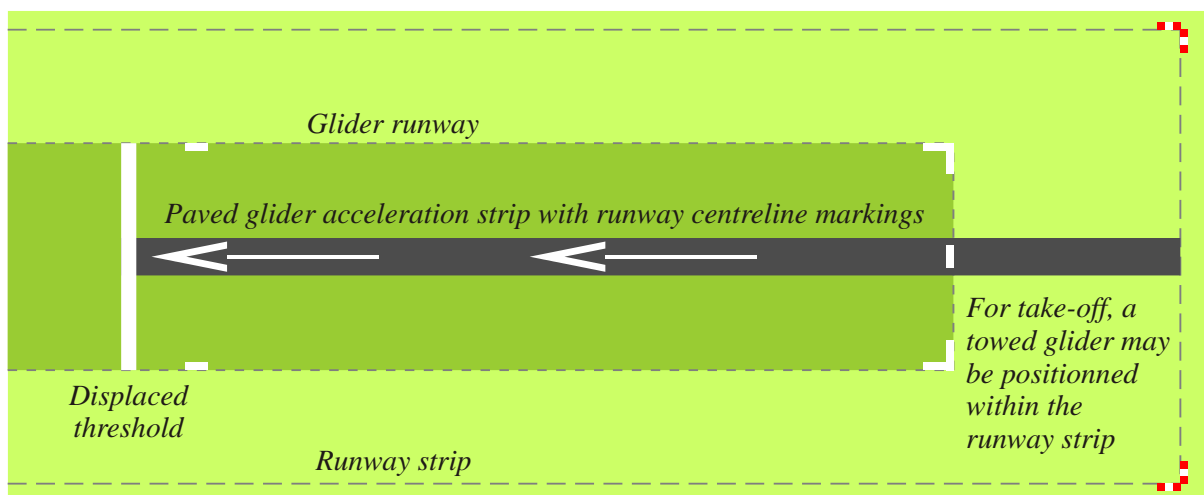 Glider runway
Paved glider acceleration strip with runway centreline markings
For take-off, a
towed glider may
be positionned
within the
runway strip
Displaced
threshold
Runway strip